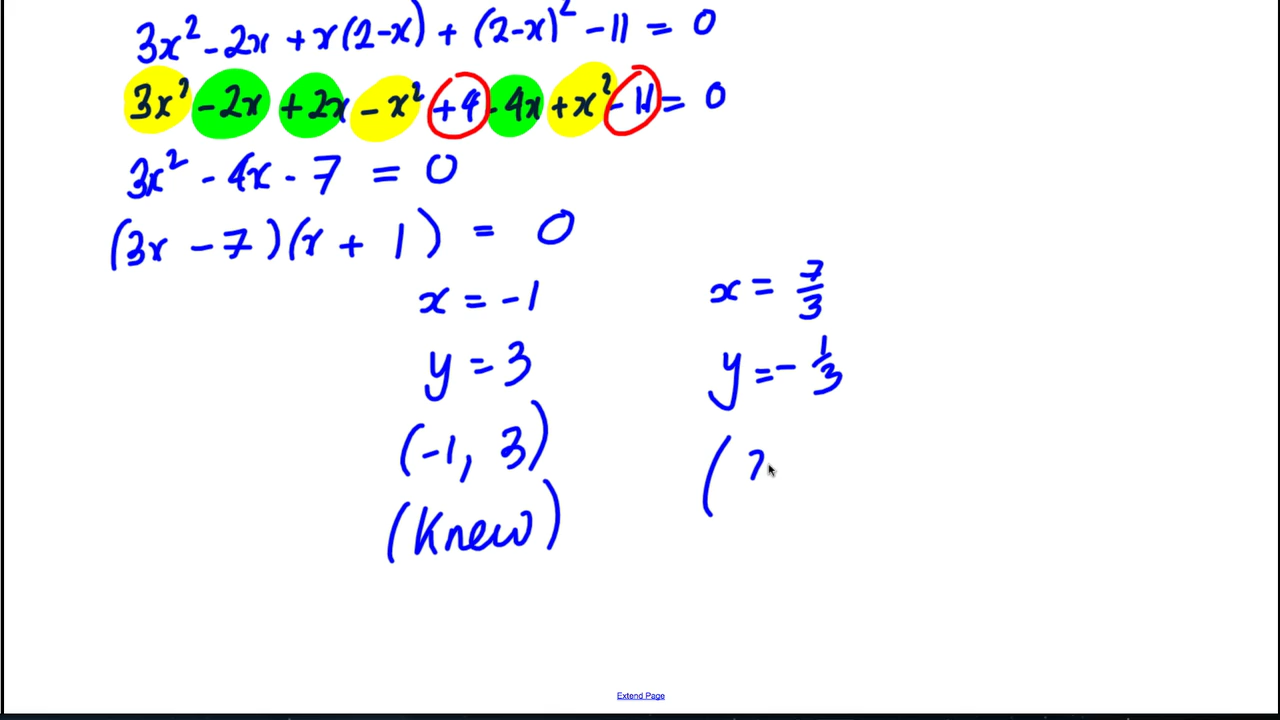 3x² - 2x + x(2-x) + (2-x)² - 11 = 0
3x² - 2x + 2x - x² + 4 - 4x + x² - 11 = 0
3x² - 4x - 7 = 0
(3x - 7)(x + 1) = 0
x = -1
x = 7/3
y = 3
y = - 1/3
(-1, 3)
( 7
(Knew)
Extend Page